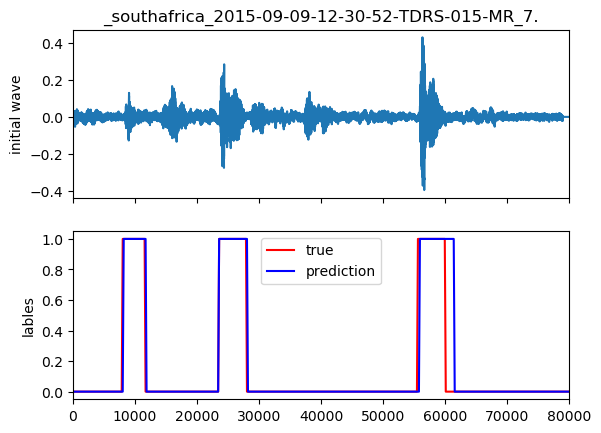 _southafrica_2015-09-09-12-30-52-TDRS-015-MR_7.
initial wave
0.4
0.2
0.0
−0.2
−0.4
lables
1.0
0.8
0.6
0.4
0.2
0.0
true
prediction
0 10000 20000 30000 40000 50000 60000 70000 80000